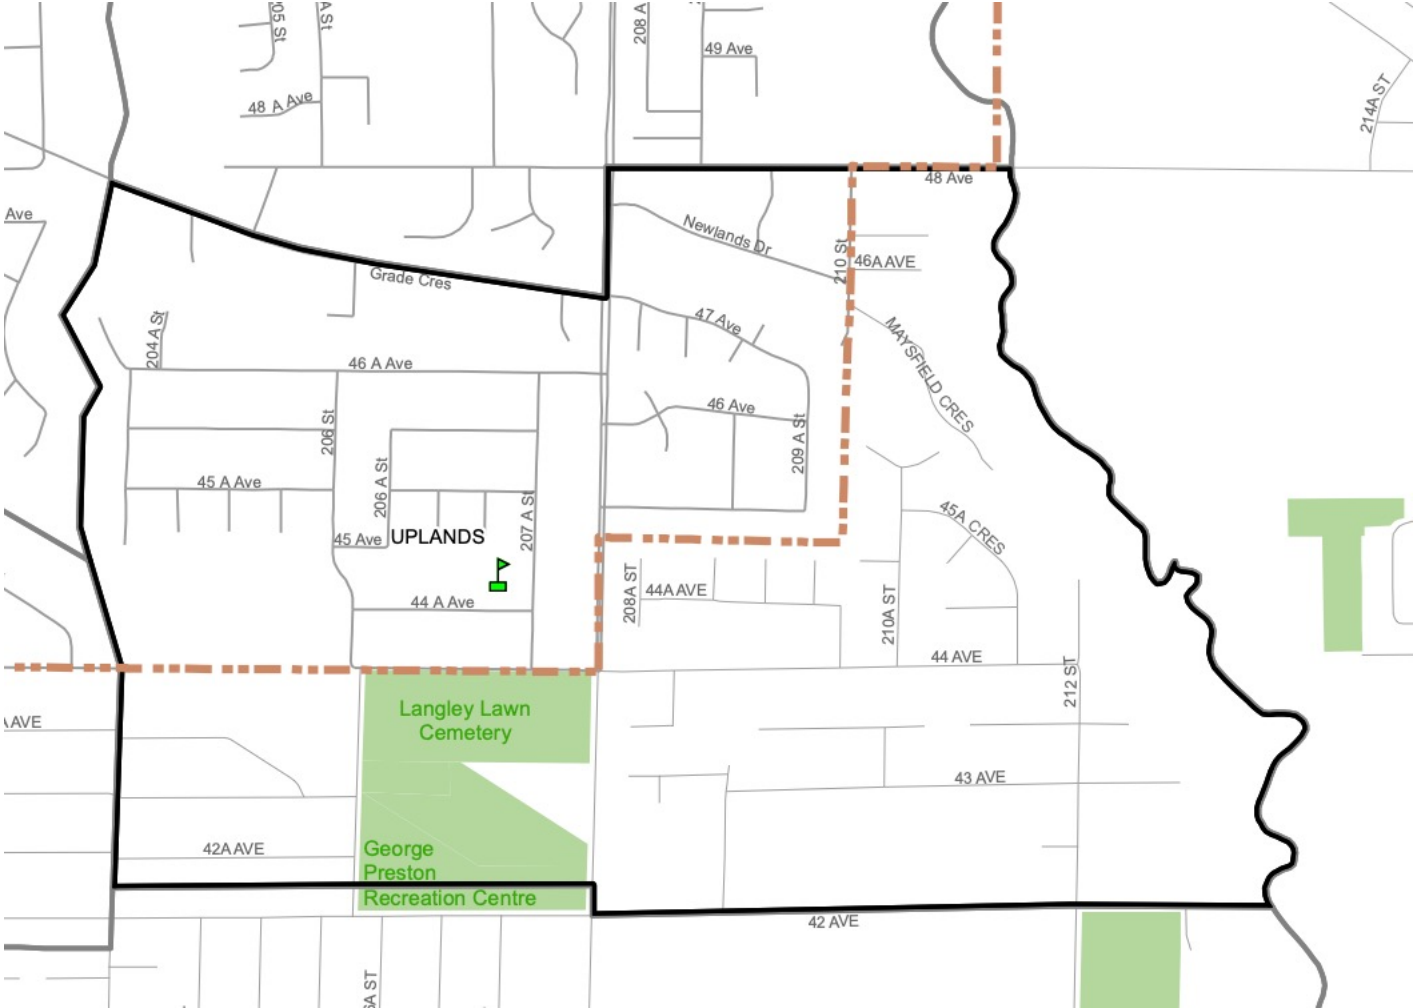 05 St
A St
208 A
49 Ave
48 A Ave
214A ST
48 Ave
Ave
Newlands Dr
210 St
46A AVE
Grade Cres
204 A St
47 Ave
MAYSFIELD CRES
46 A Ave
46 Ave
206 St
209 A St
45 A Ave
206 A St
207 A St
45A CRES
45 Ave
UPLANDS
208A ST
44A AVE
210A ST
44 A Ave
44 AVE
212 ST
Langley Lawn
Cemetery
A AVE
43 AVE
42A AVE
George
Preston
Recreation Centre
42 AVE
6A ST